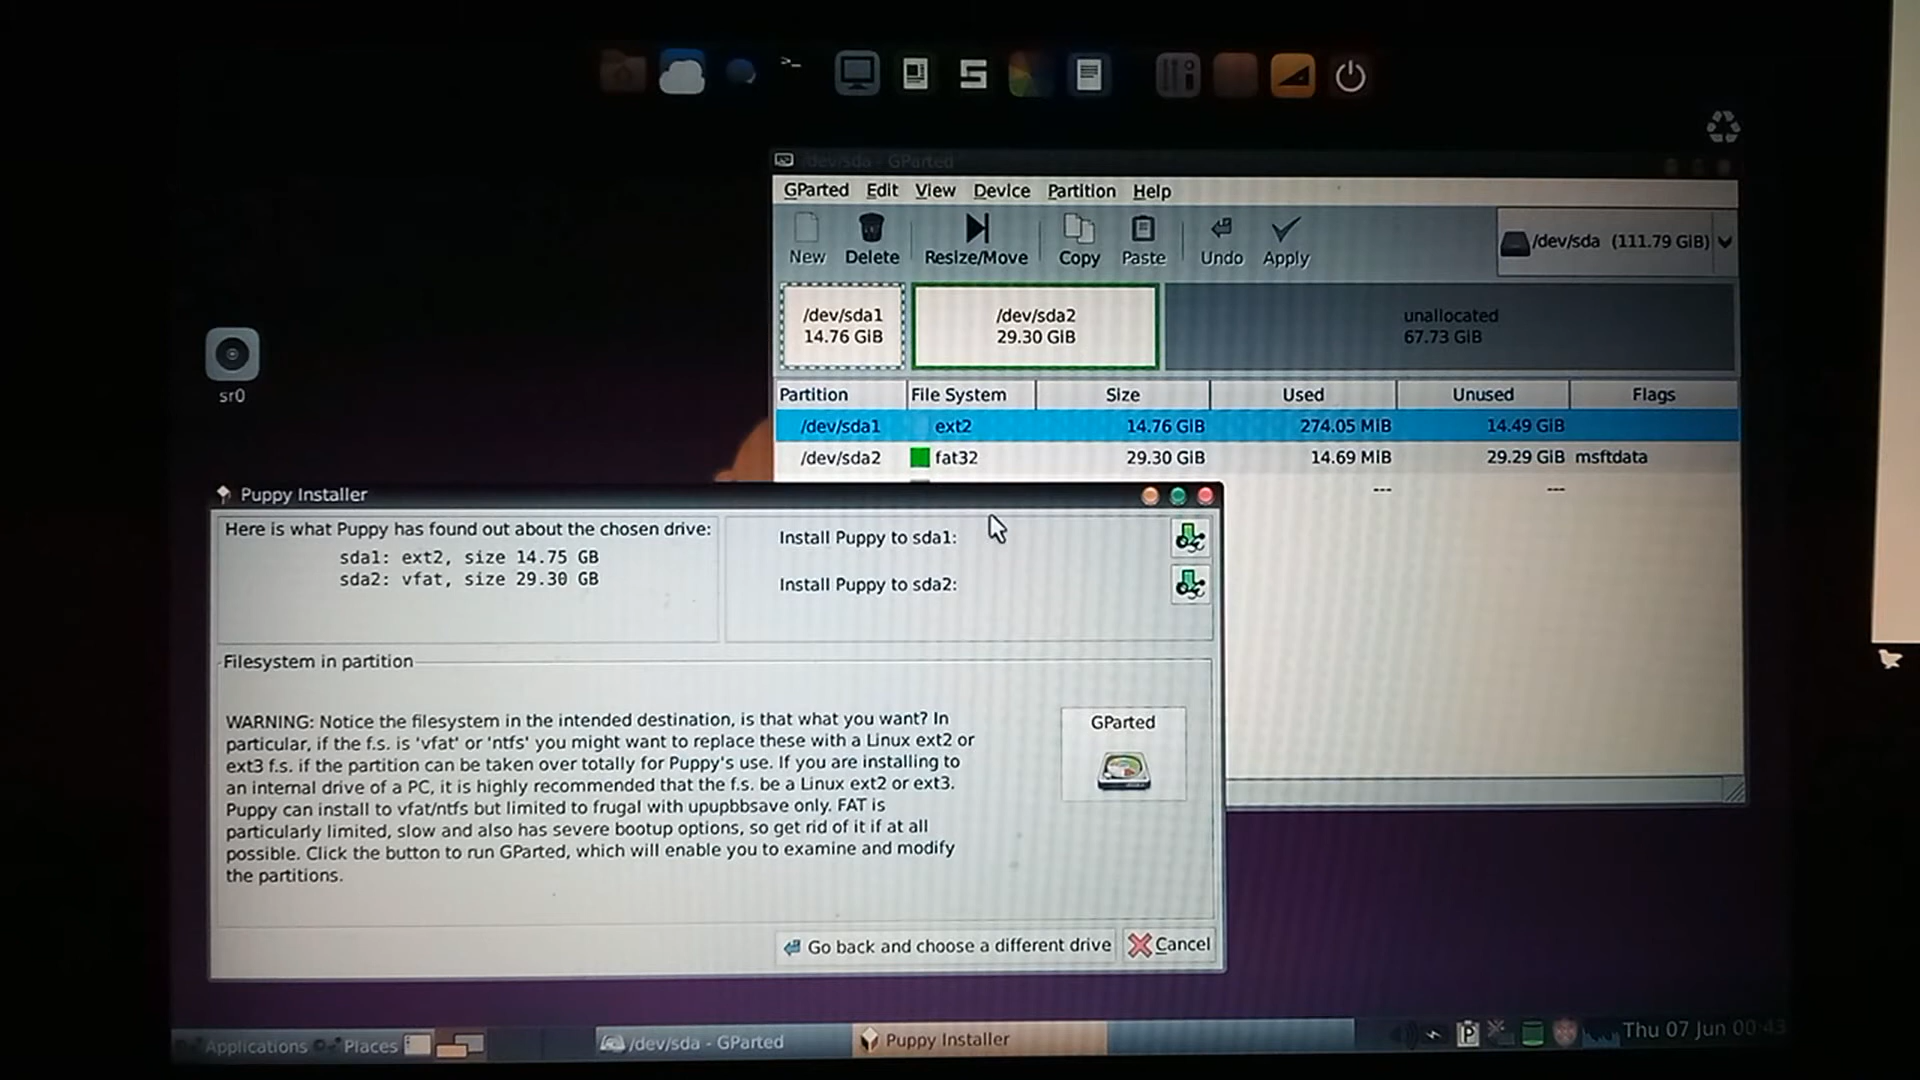 >_
/dev/sda - GParted
GParted Edit View Device Partition Help
New Delete Resize/Move Copy Paste Undo Apply /dev/sda (111.79 GiB)
/dev/sda1 /dev/sda2 unallocated
14.76 GiB 29.30 GiB 67.73 GiB
Partition File System Size Used Unused Flags
/dev/sda1 ext2 14.76 GiB 274.05 MiB 14.49 GiB
/dev/sda2 fat32 29.30 GiB 14.69 MiB 29.29 GiB msftdata
--- ---
sr0
Puppy Installer
Here is what Puppy has found out about the chosen drive:
sda1: ext2, size 14.75 GB
sda2: vfat, size 29.30 GB
Install Puppy to sda1:
Install Puppy to sda2:
Filesystem in partition
WARNING: Notice the filesystem in the intended destination, is that what you want? In
particular, if the f.s. is 'vfat' or 'ntfs' you might want to replace these with a Linux ext2 or
ext3 f.s. if the partition can be taken over totally for Puppy's use. If you are installing to
an internal drive of a PC, it is highly recommended that the f.s. be a Linux ext2 or ext3.
Puppy can install to vfat/ntfs but limited to frugal with upupbbsave only. FAT is
particularly limited, slow and also has severe bootup options, so get rid of it if at all
possible. Click the button to run GParted, which will enable you to examine and modify
the partitions.
GParted
Go back and choose a different drive Cancel
Applications Places /dev/sda - GParted Puppy Installer P Thu 07 Jun 00:43